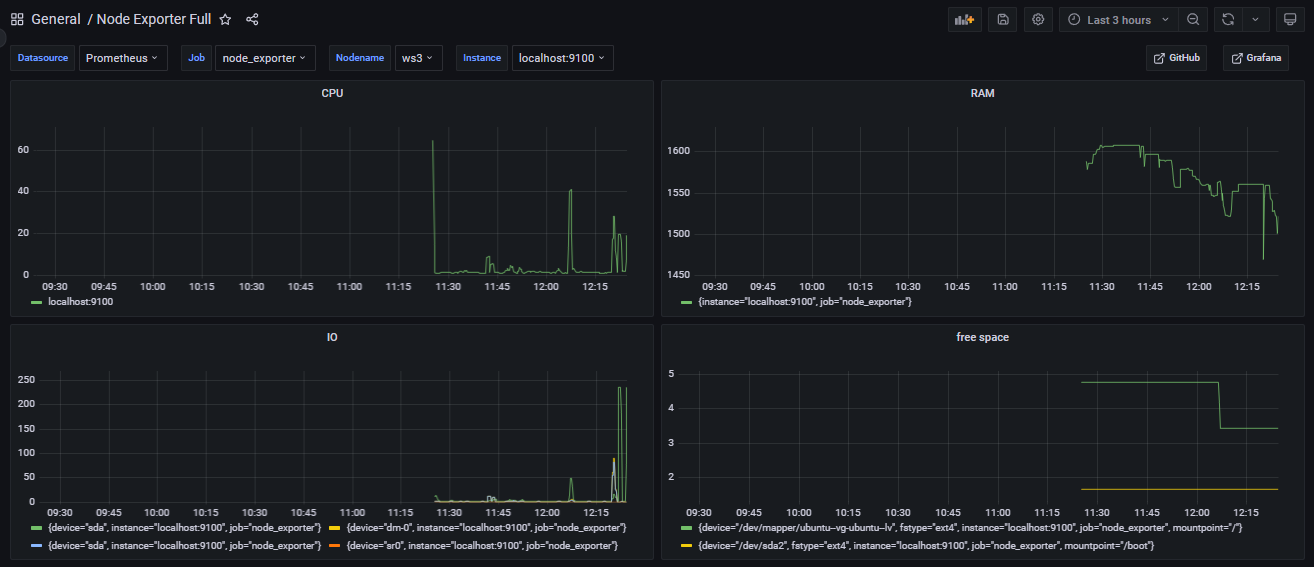 General / Node Exporter Full
Last 3 hours
Datasource Prometheus Job node_exporter Nodename ws3 Instance localhost:9100 GitHub Grafana
CPU
60
40
20
0
09:30 09:45 10:00 10:15 10:30 10:45 11:00 11:15 11:30 11:45 12:00 12:15
localhost:9100
RAM
1600
1550
1500
1450
09:30 09:45 10:00 10:15 10:30 10:45 11:00 11:15 11:30 11:45 12:00 12:15
{instance="localhost:9100", job="node_exporter"}
IO
250
200
150
100
50
0
09:30 09:45 10:00 10:15 10:30 10:45 11:00 11:15 11:30 11:45 12:00 12:15
{device="sda", instance="localhost:9100", job="node_exporter"} {device="dm-0", instance="localhost:9100", job="node_exporter"}
{device="sda", instance="localhost:9100", job="node_exporter"} {device="sr0", instance="localhost:9100", job="node_exporter"}
free space
5
4
3
2
09:30 09:45 10:00 10:15 10:30 10:45 11:00 11:15 11:30 11:45 12:00 12:15
{device="/dev/mapper/ubuntu--vg-ubuntu--lv", fstype="ext4", instance="localhost:9100", job="node_exporter", mountpoint="/"}
{device="/dev/sda2", fstype="ext4", instance="localhost:9100", job="node_exporter", mountpoint="/boot"}